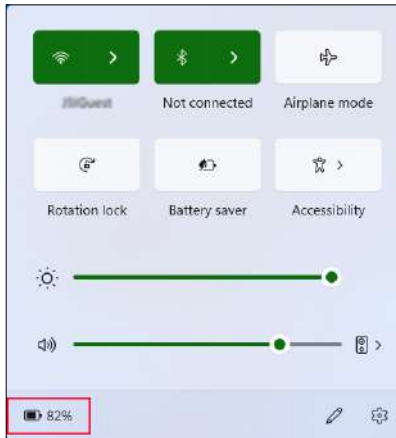 Not connected
Airplane mode
Rotation lock
Battery saver
Accessibility
82%